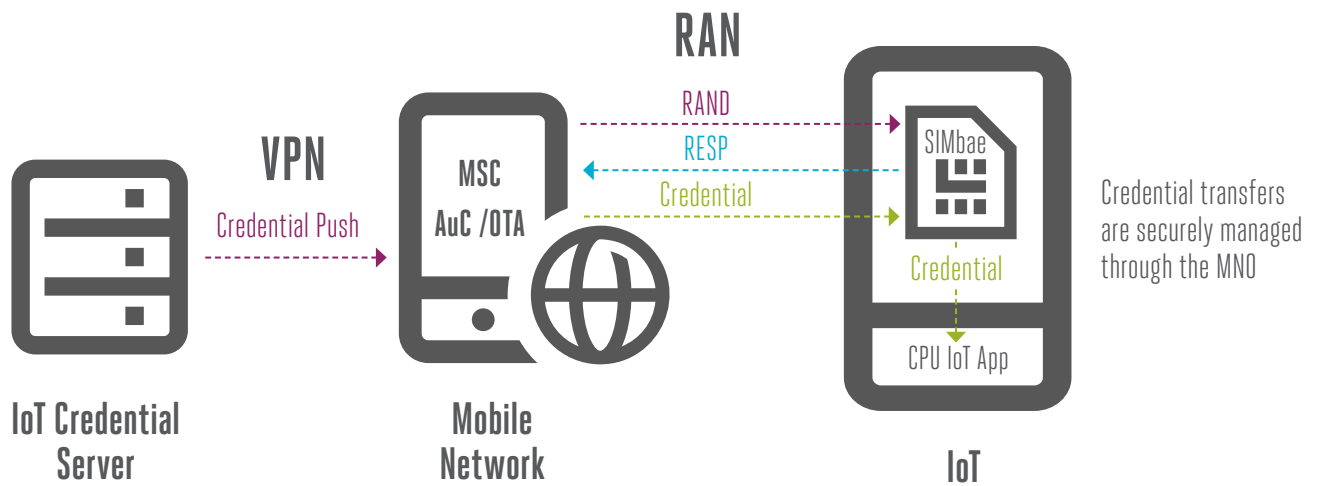 RAN
VPN
Credential Push
MSC
AuC /OTA
RAND
RESP
Credential
SIMbae
Credential
CPU IoT App
Credential transfers
are securely managed
through the MNO
IoT Credential
Server
Mobile
Network
IoT